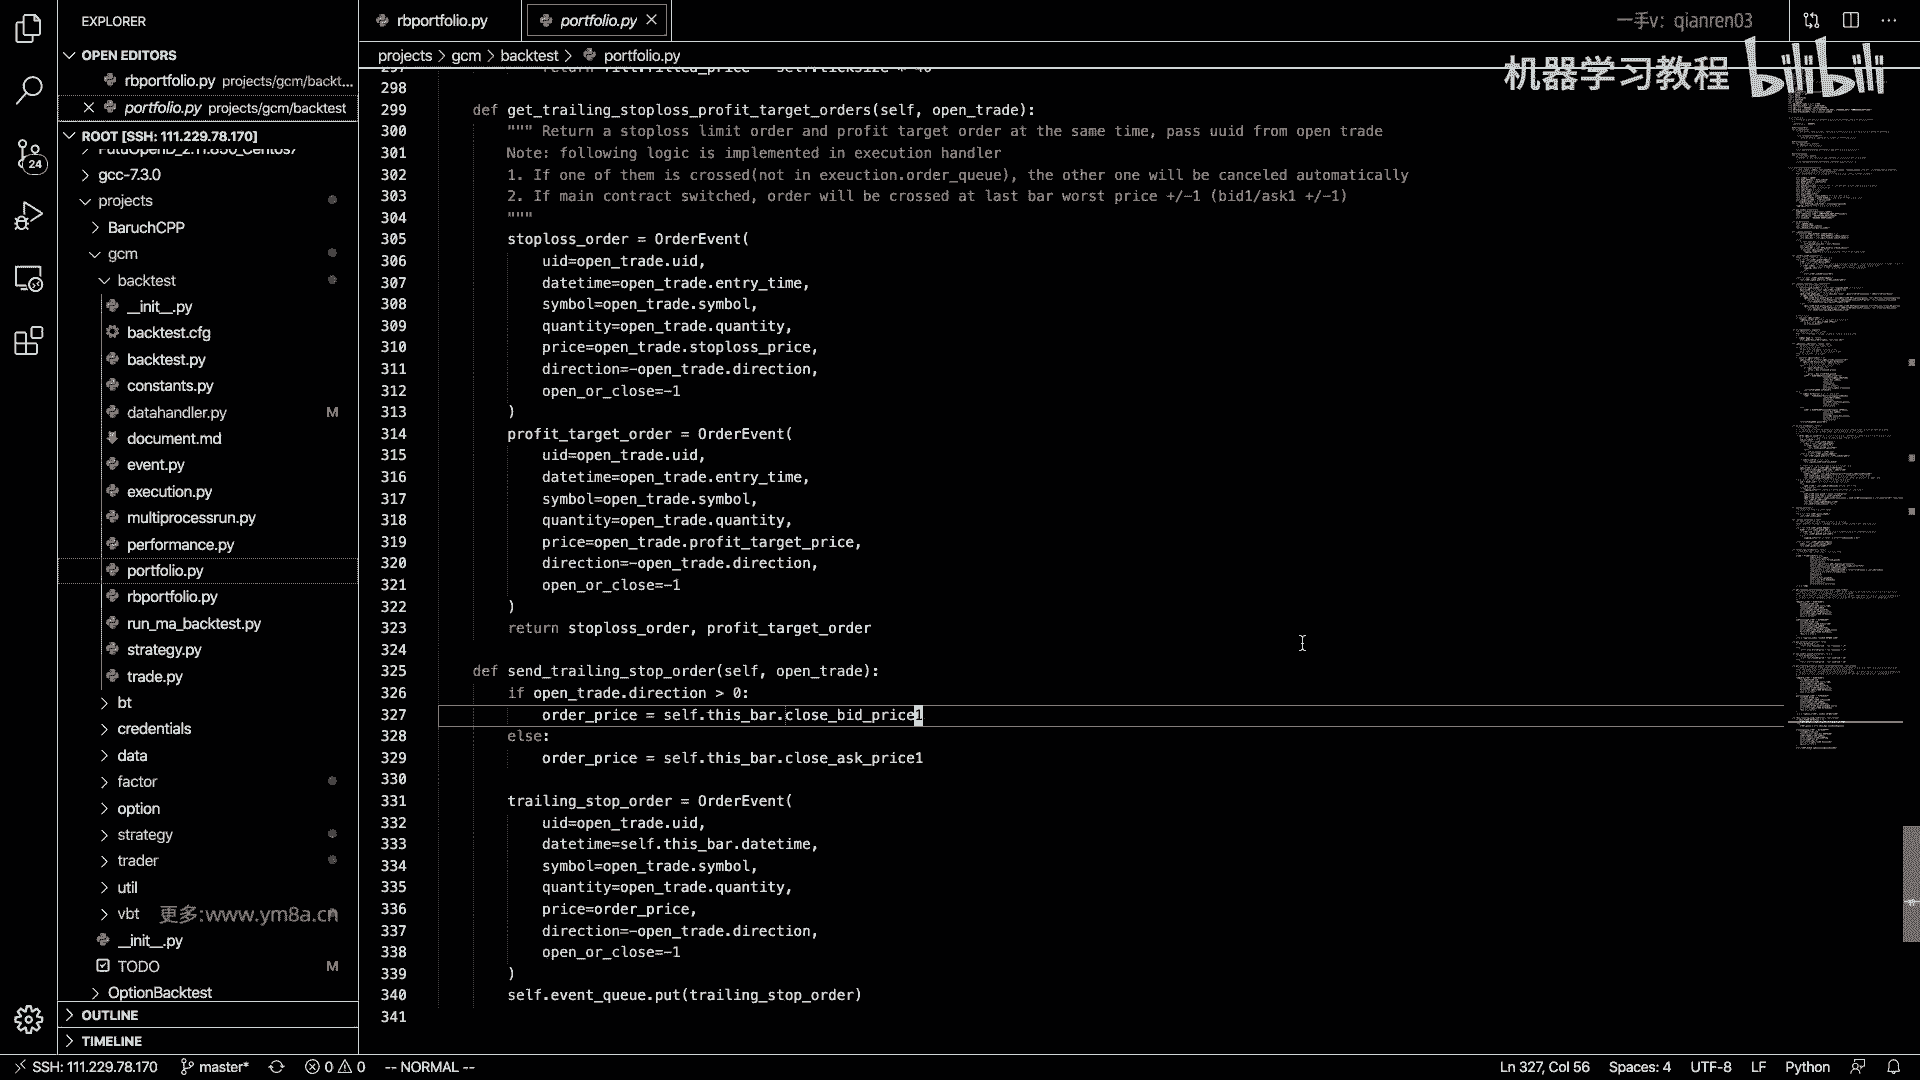 EXPLORER
OPEN EDITORS
rbportfolio.py projects/gcm/backt...
portfolio.py projects/gcm/backtest
ROOT [SSH: 111.229.78.170]
gcc-7.3.0
projects
BaruchCPP
gcm
backtest
__init__.py
backtest.cfg
backtest.py
constants.py
datahandler.py M
document.md
event.py
execution.py
multiprocessrun.py
performance.py
portfolio.py
rbportfolio.py
run_ma_backtest.py
strategy.py
trade.py
bt
credentials
data
factor
option
strategy
trader
util
vbt
更多:www.ym8a.cn
__init__.py
TODO M
OptionBacktest
OUTLINE
TIMELINE
24
rbportfolio.py
portfolio.py
一手v: qianren03
机器学习教程 bilibili
projects > gcm > backtest > portfolio.py
298
299 def get_trailing_stoploss_profit_target_orders(self, open_trade):
300 """ Return a stoploss limit order and profit target order at the same time, pass uuid from open trade
301 Note: following logic is implemented in execution handler
302 1. If one of them is crossed(not in exeuction.order_queue), the other one will be canceled automatically
303 2. If main contract switched, order will be crossed at last bar worst price +/-1 (bid1/ask1 +/-1)
304 """
305 stoploss_order = OrderEvent(
306 uid=open_trade.uid,
307 datetime=open_trade.entry_time,
308 symbol=open_trade.symbol,
309 quantity=open_trade.quantity,
310 price=open_trade.stoploss_price,
311 direction=-open_trade.direction,
312 open_or_close=-1
313 )
314 profit_target_order = OrderEvent(
315 uid=open_trade.uid,
316 datetime=open_trade.entry_time,
317 symbol=open_trade.symbol,
318 quantity=open_trade.quantity,
319 price=open_trade.profit_target_price,
320 direction=-open_trade.direction,
321 open_or_close=-1
322 )
323 return stoploss_order, profit_target_order
324
325 def send_trailing_stop_order(self, open_trade):
326 if open_trade.direction > 0:
327 order_price = self.this_bar.close_bid_price1
328 else:
329 order_price = self.this_bar.close_ask_price1
330
331 trailing_stop_order = OrderEvent(
332 uid=open_trade.uid,
333 datetime=self.this_bar.datetime,
334 symbol=open_trade.symbol,
335 quantity=open_trade.quantity,
336 price=order_price,
337 direction=-open_trade.direction,
338 open_or_close=-1
339 )
340 self.event_queue.put(trailing_stop_order)
341
SSH: 111.229.78.170 master* 0 0 -- NORMAL -- Ln 327, Col 56 Spaces: 4 UTF-8 LF Python